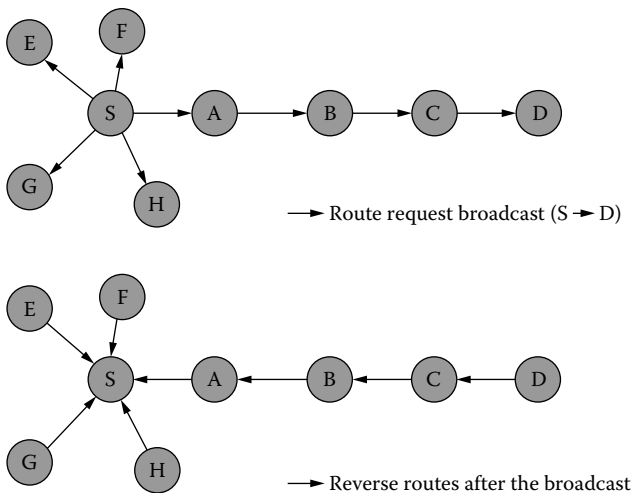 E
F
S
A
B
C
D
G
H
Route request broadcast (S → D)
E
F
S
A
B
C
D
G
H
Reverse routes after the broadcast